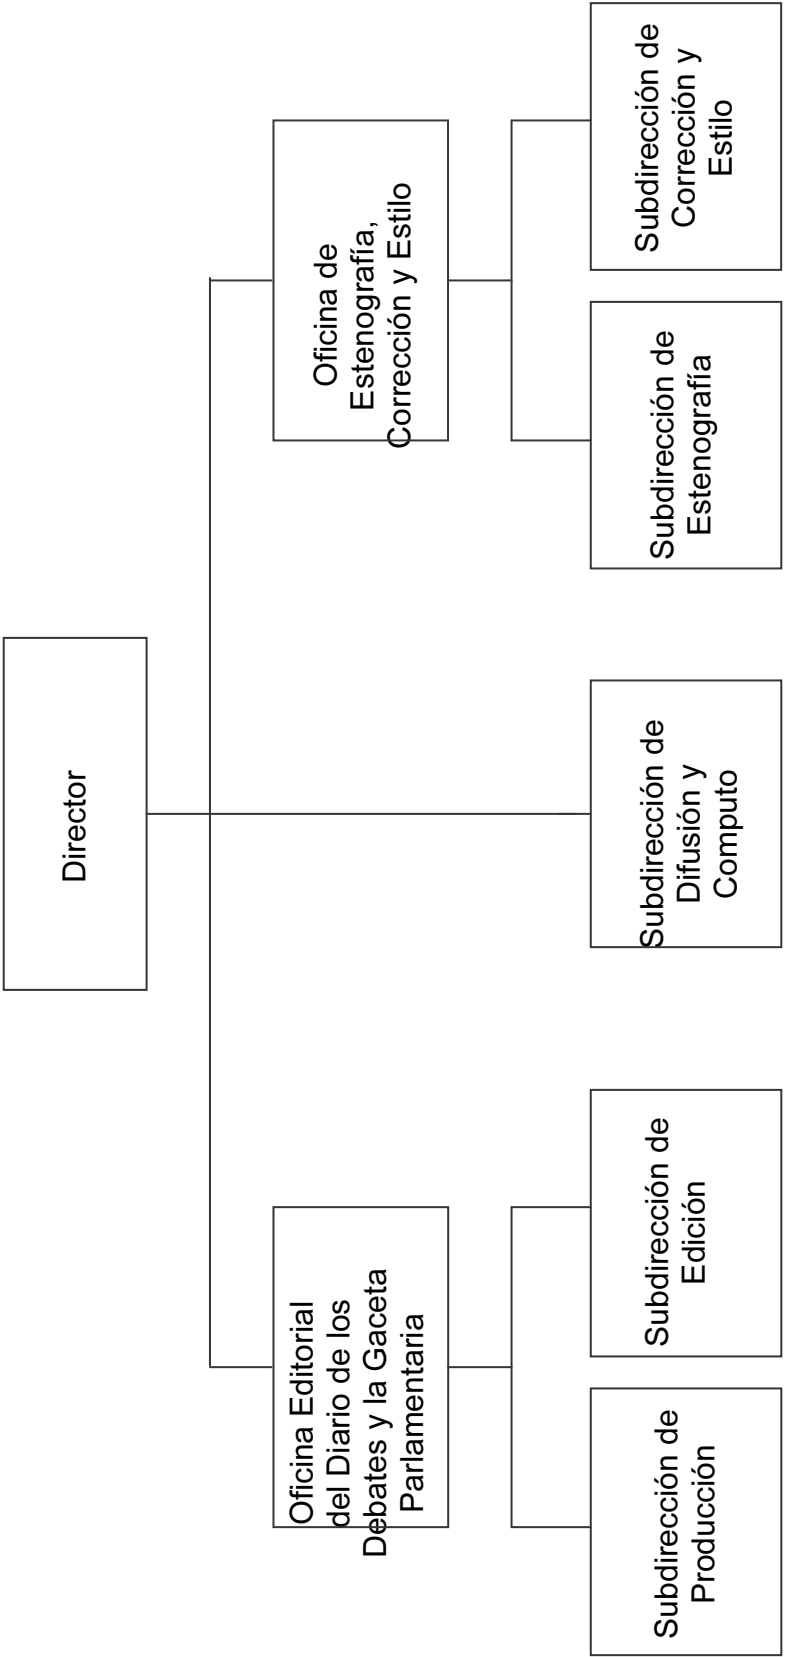 Director
Oficina Editorial
del Diario de los
Debates y la Gaceta
Parlamentaria
Oficina de
Estenografía,
Corrección y Estilo
Subdirección de
Producción
Subdirección de
Edición
Subdirección de
Difusión y
Computo
Subdirección de
Estenografía
Subdirección de
Corrección y
Estilo